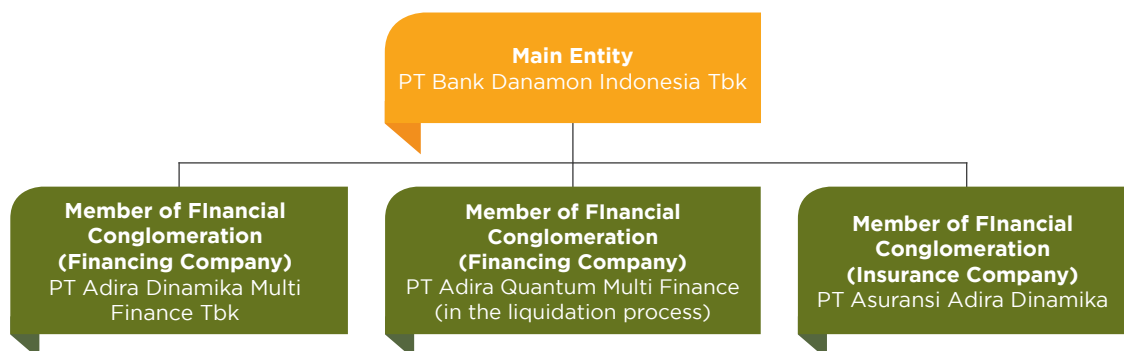 Main Entity
PT Bank Danamon Indonesia Tbk
Member of FInancial
Conglomeration
(Financing Company)
PT Adira Dinamika Multi
Finance Tbk
Member of FInancial
Conglomeration
(Financing Company)
PT Adira Quantum Multi Finance
(in the liquidation process)
Member of FInancial
Conglomeration
(Insurance Company)
PT Asuransi Adira Dinamika